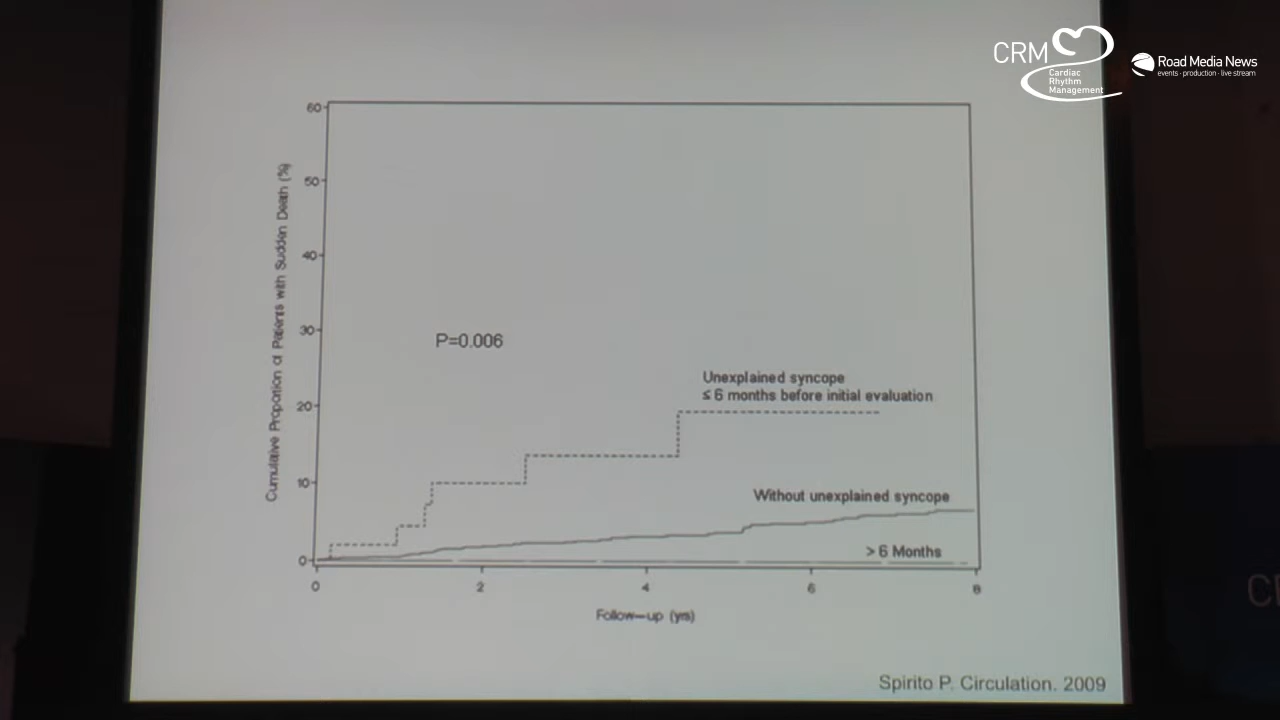 CRM
Cardiac
Rhythm
Management
Road Media News
events · production · live stream
60
50
40
30
20
10
0
Cumulative Proportion of Patients with Sudden Death (%)
P=0.006
Unexplained syncope
≤ 6 months before initial evaluation
Without unexplained syncope
> 6 Months
0 2 4 6 8
Follow-up (yrs)
Spirito P. Circulation. 2009